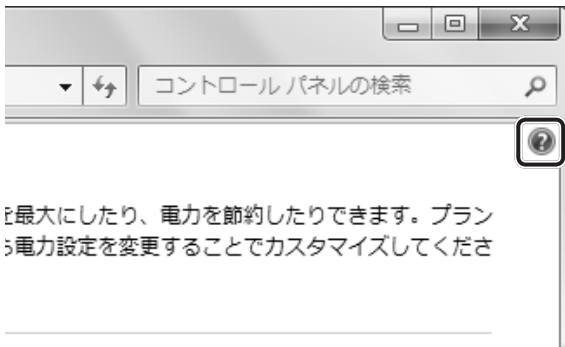 コントロール パネルの検索
を最大にしたり、電力を節約したりできます。プラン
ら電力設定を変更することでカスタマイズしてくださ